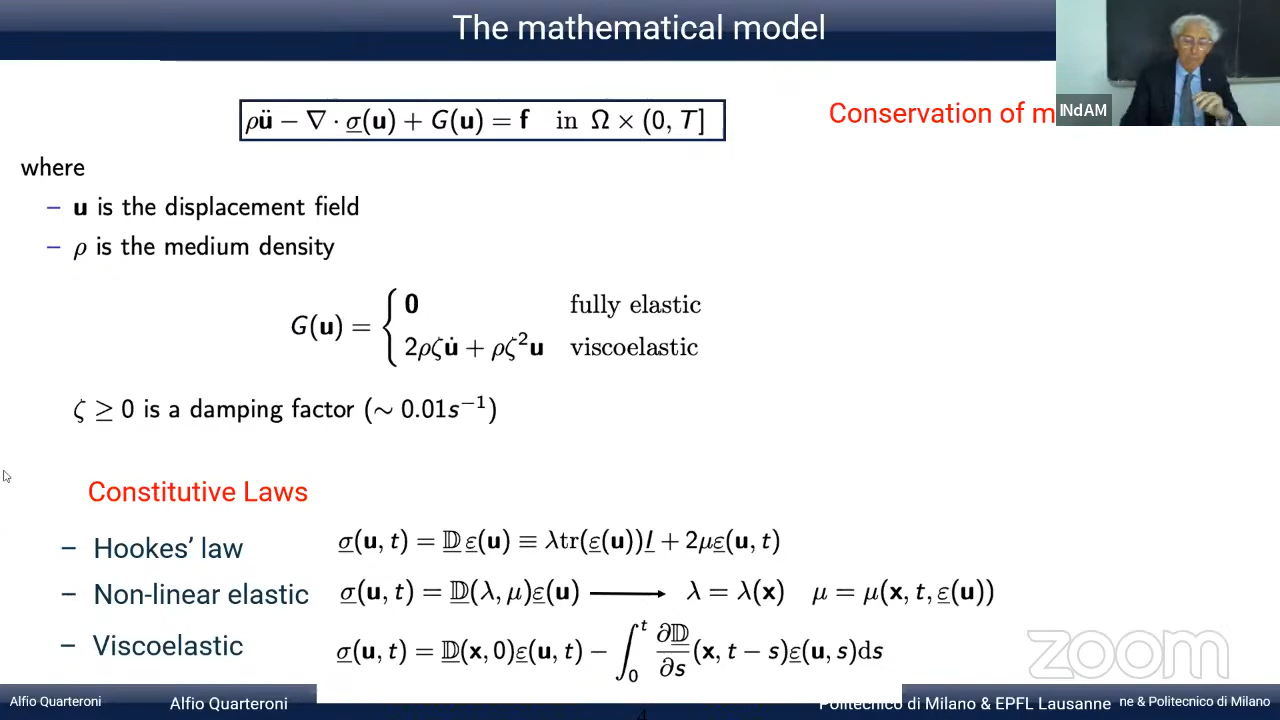 The mathematical model
ρü − ∇ · σ(u) + G(u) = f in Ω × (0, T]
Conservation of m
INdAM
where
– u is the displacement field
– ρ is the medium density
G(u) = { 0 fully elastic
2ρζu̇ + ρζ²u viscoelastic
ζ ≥ 0 is a damping factor (∼ 0.01s⁻¹)
Constitutive Laws
– Hookes’ law σ(u, t) = 𝔻 ε(u) ≡ λtr(ε(u))I + 2με(u, t)
– Non-linear elastic σ(u, t) = 𝔻(λ, μ)ε(u) ⟶ λ = λ(x) μ = μ(x, t, ε(u))
– Viscoelastic σ(u, t) = 𝔻(x, 0)ε(u, t) − ∫₀ᵗ ∂𝔻/∂s (x, t − s)ε(u, s)ds
zoom
Alfio Quarteroni Alfio Quarteroni Politecnico di Milano & EPFL Lausanne ne & Politecnico di Milano